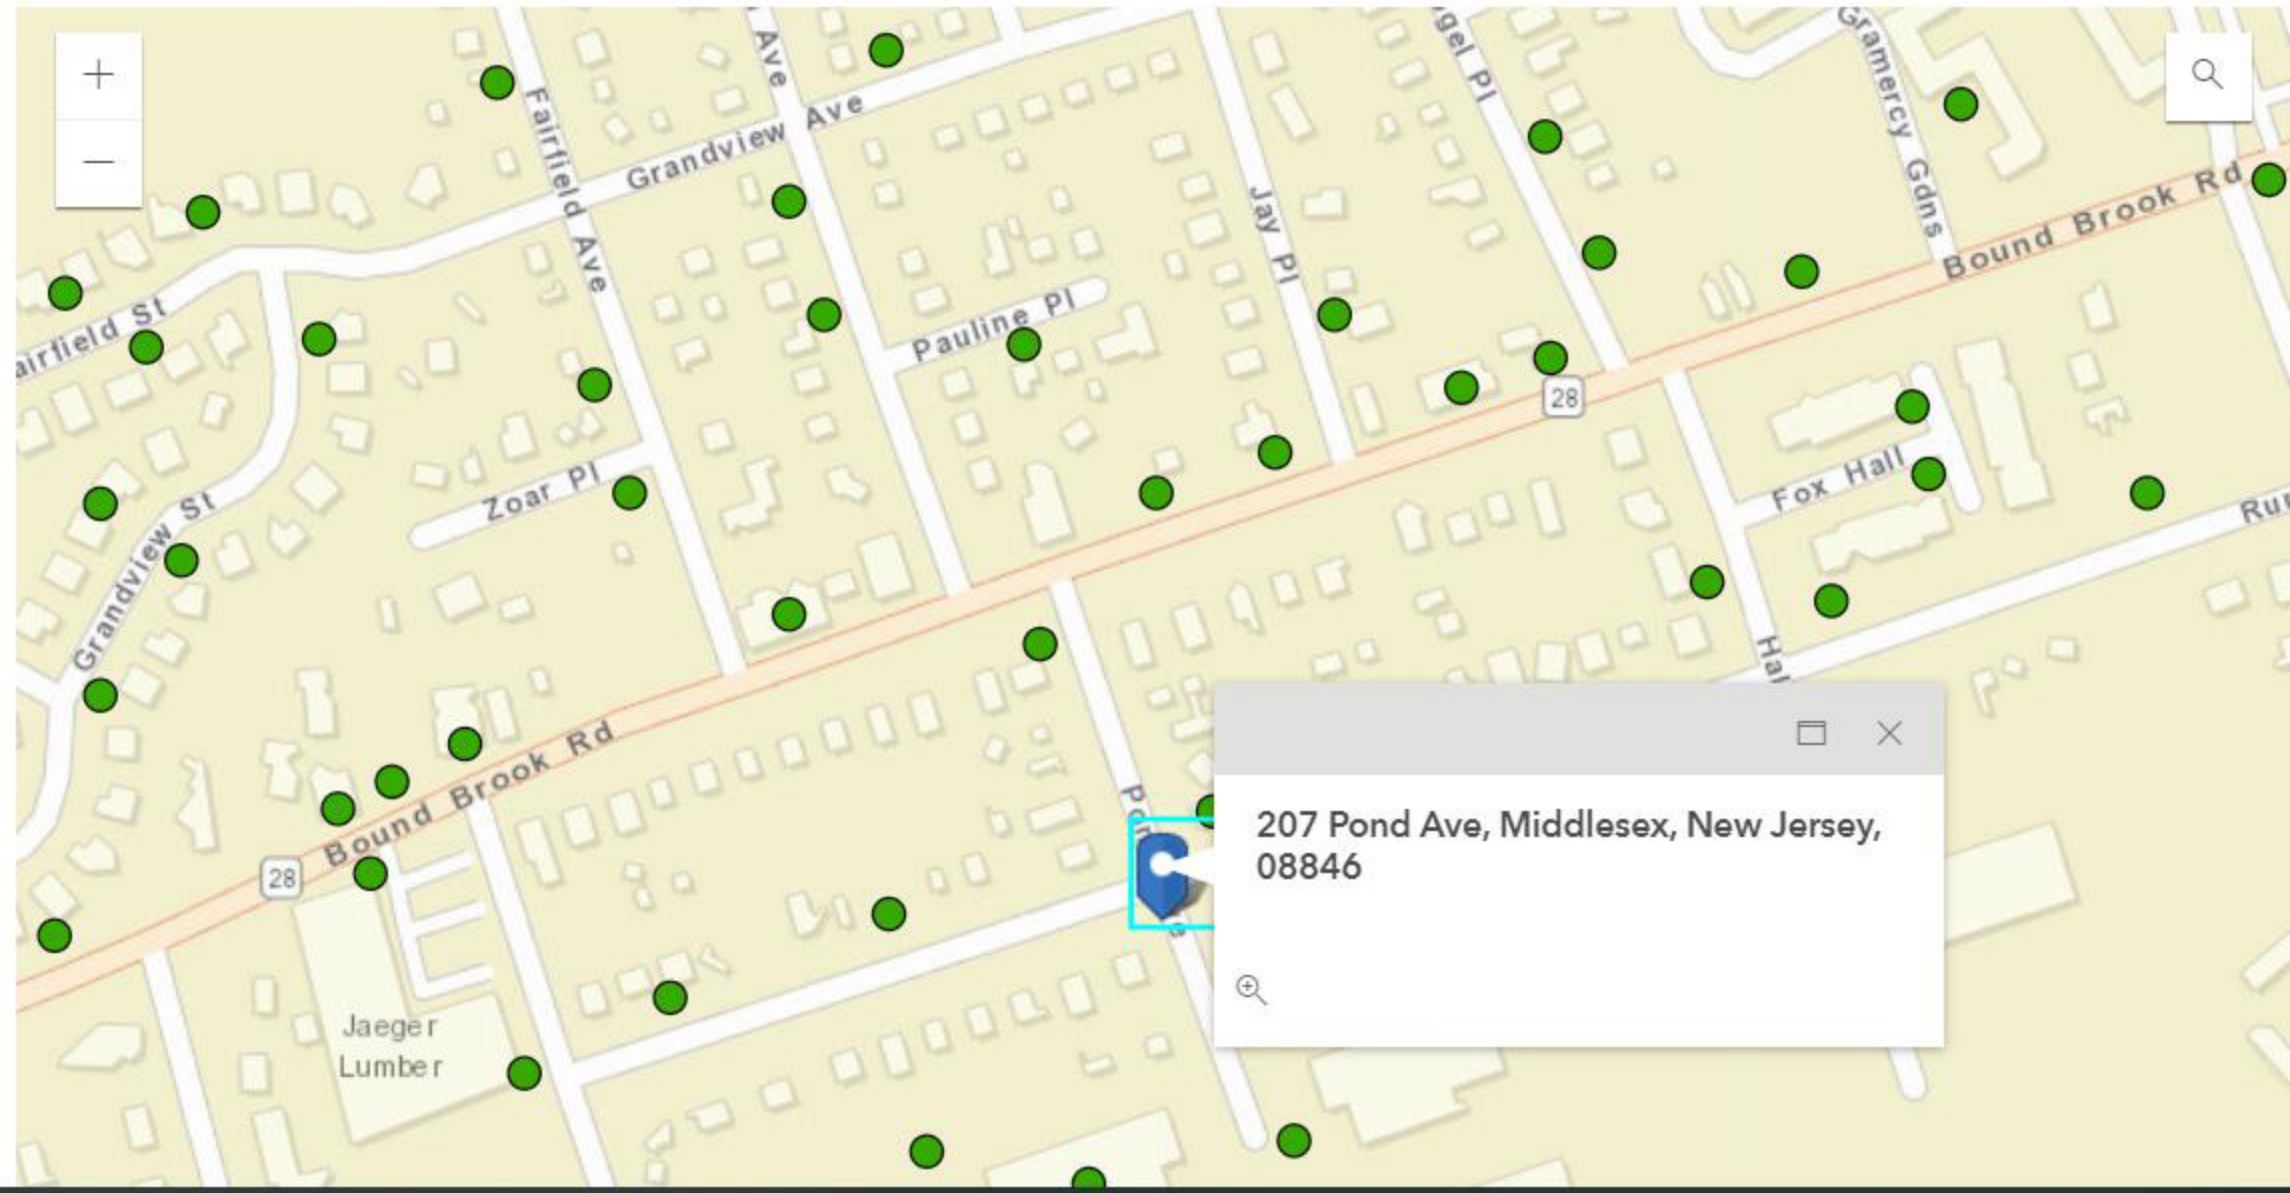 Ave
gel Pl
Gramercy Gdns
Fairfield Ave
Grandview Ave
Jay Pl
Bound Brook Rd
airfield St
Pauline Pl
28
Zoar Pl
Fox Hall
Grandview St
Hal
Bound Brook Rd
28
207 Pond Ave, Middlesex, New Jersey,
08846
Jaeger
Lumber